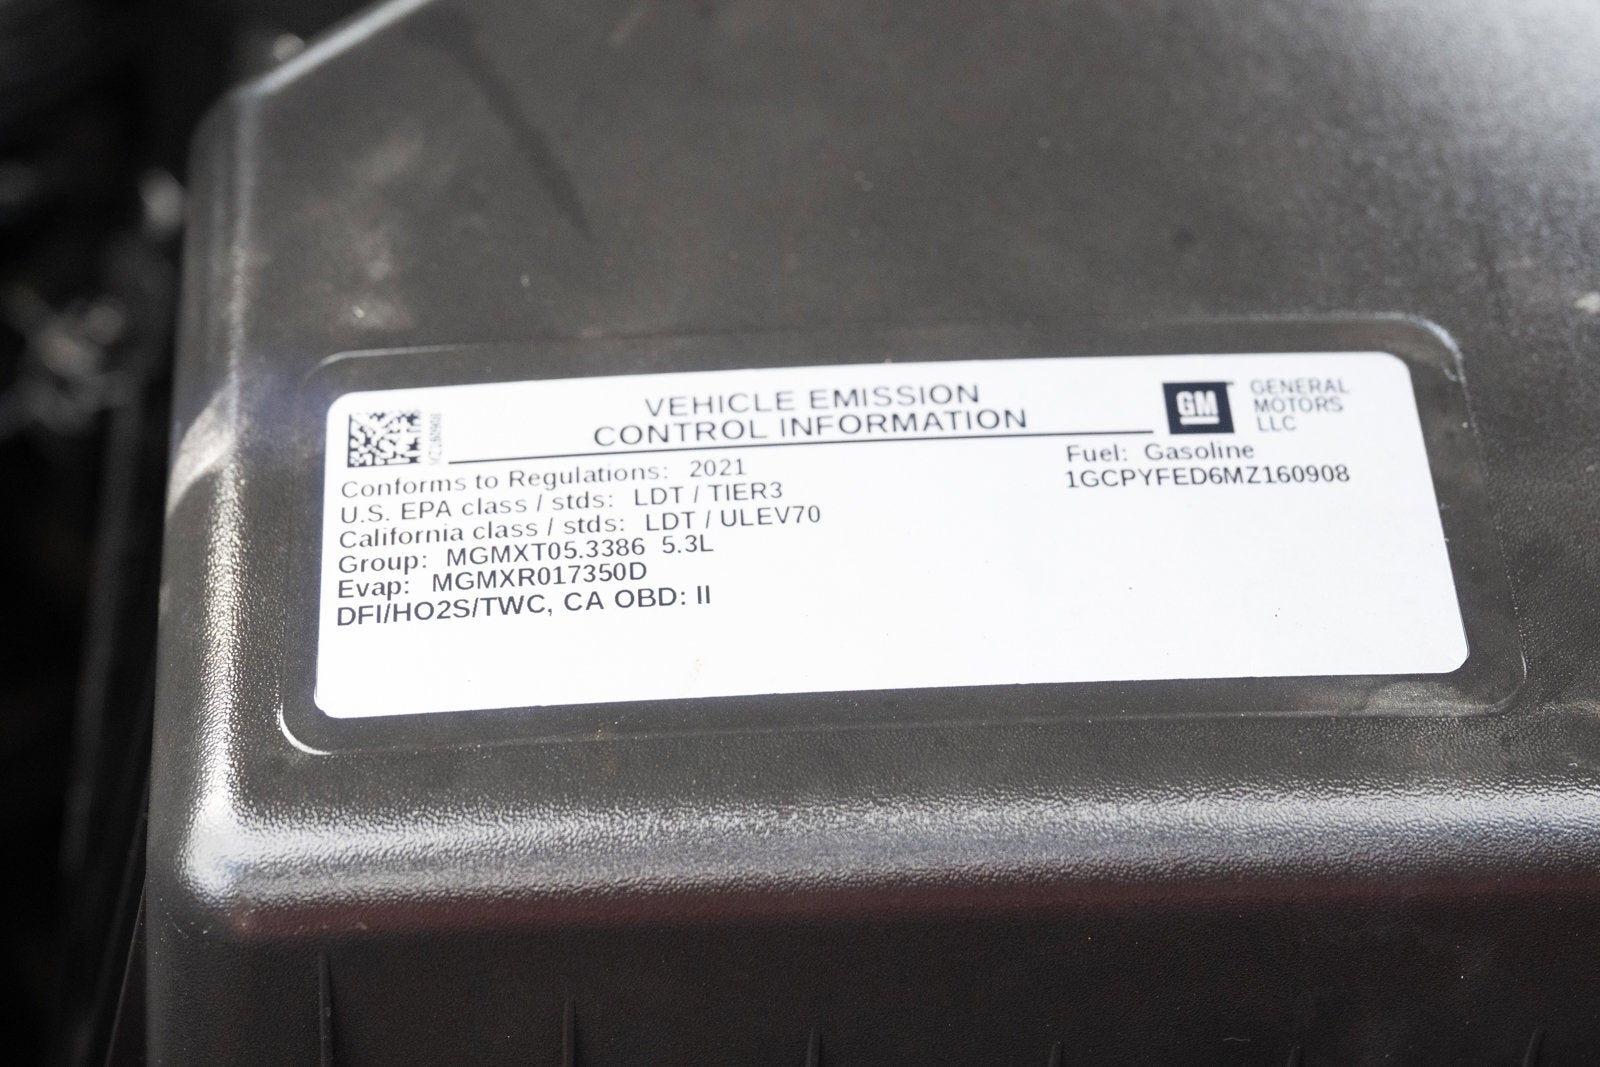 MZ160908
VEHICLE EMISSION
CONTROL INFORMATION
GM
GENERAL
MOTORS
LLC
Conforms to Regulations: 2021
U.S. EPA class / stds: LDT / TIER3
California class / stds: LDT / ULEV70
Group: MGMXT05.3386 5.3L
Evap: MGMXR017350D
DFI/HO2S/TWC, CA OBD: II
Fuel: Gasoline
1GCPYFED6MZ160908